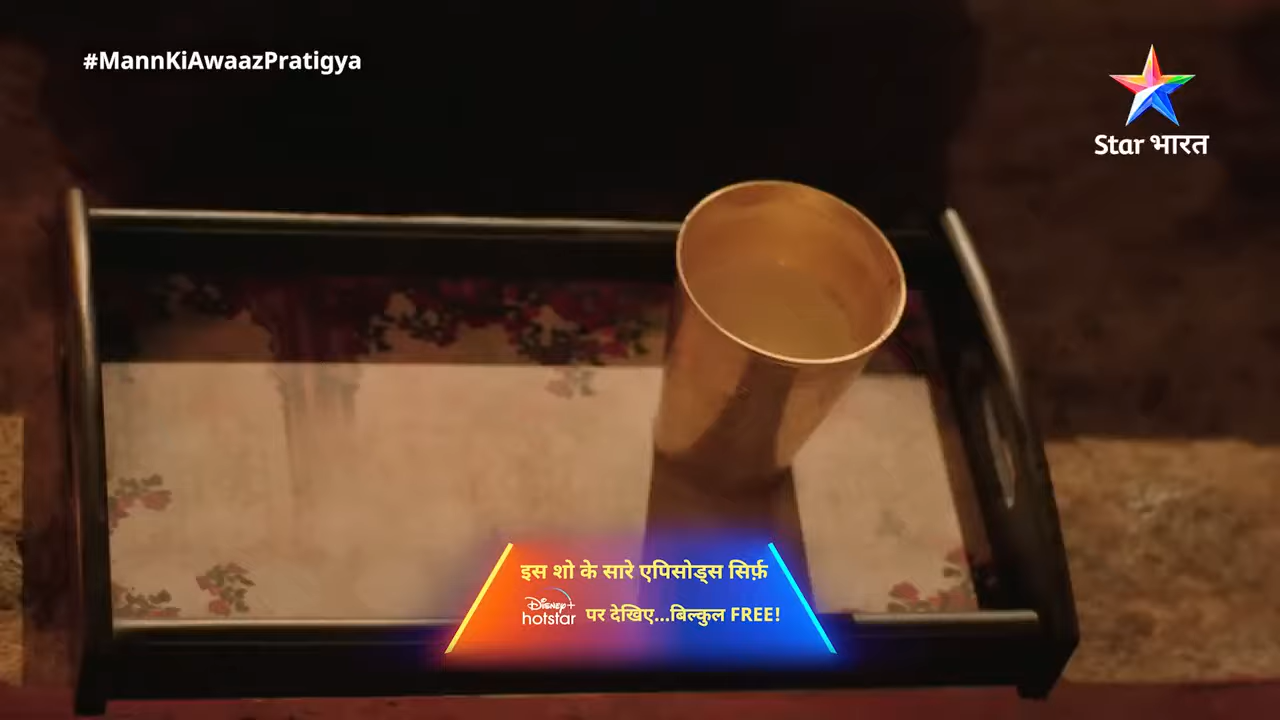 #MannKiAwaazPratigya
Star भारत
इस शो के सारे एपिसोड्स सिर्फ़
Disney+ hotstar पर देखिए...बिल्कुल FREE!